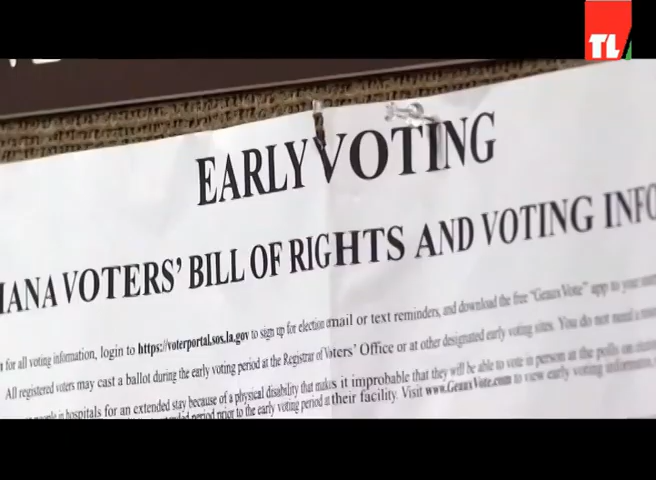 TL
EARLY VOTING
IANA VOTERS' BILL OF RIGHTS AND VOTING INFO
for all voting information, login to https://voterportal.sos.la.gov to sign up for election email or text reminders, and download the free "Geaux Vote" app to your
All registered voters may cast a ballot during the early voting period at the Registrar of Voters' Office or at other designated early voting sites. You do not need a
in hospitals for an extended stay because of a physical disability that makes it improbable that they will be able to vote in person at the polls on
period prior to the early voting period at their facility. Visit www.GeauxVote.com to view early voting